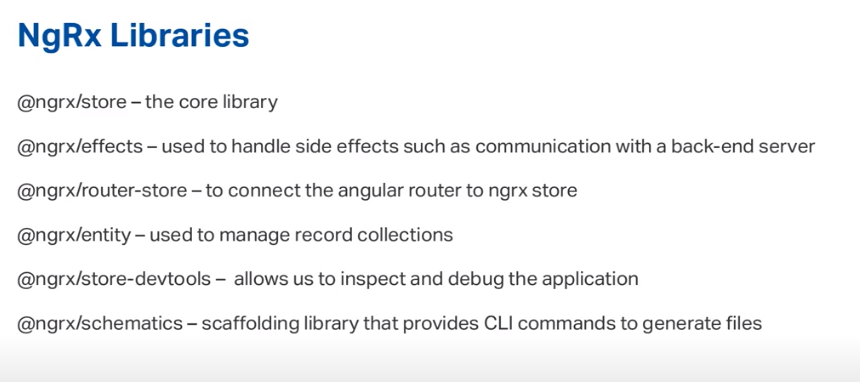 NgRx Libraries
@ngrx/store – the core library
@ngrx/effects – used to handle side effects such as communication with a back-end server
@ngrx/router-store – to connect the angular router to ngrx store
@ngrx/entity – used to manage record collections
@ngrx/store-devtools –  allows us to inspect and debug the application
@ngrx/schematics – scaffolding library that provides CLI commands to generate files